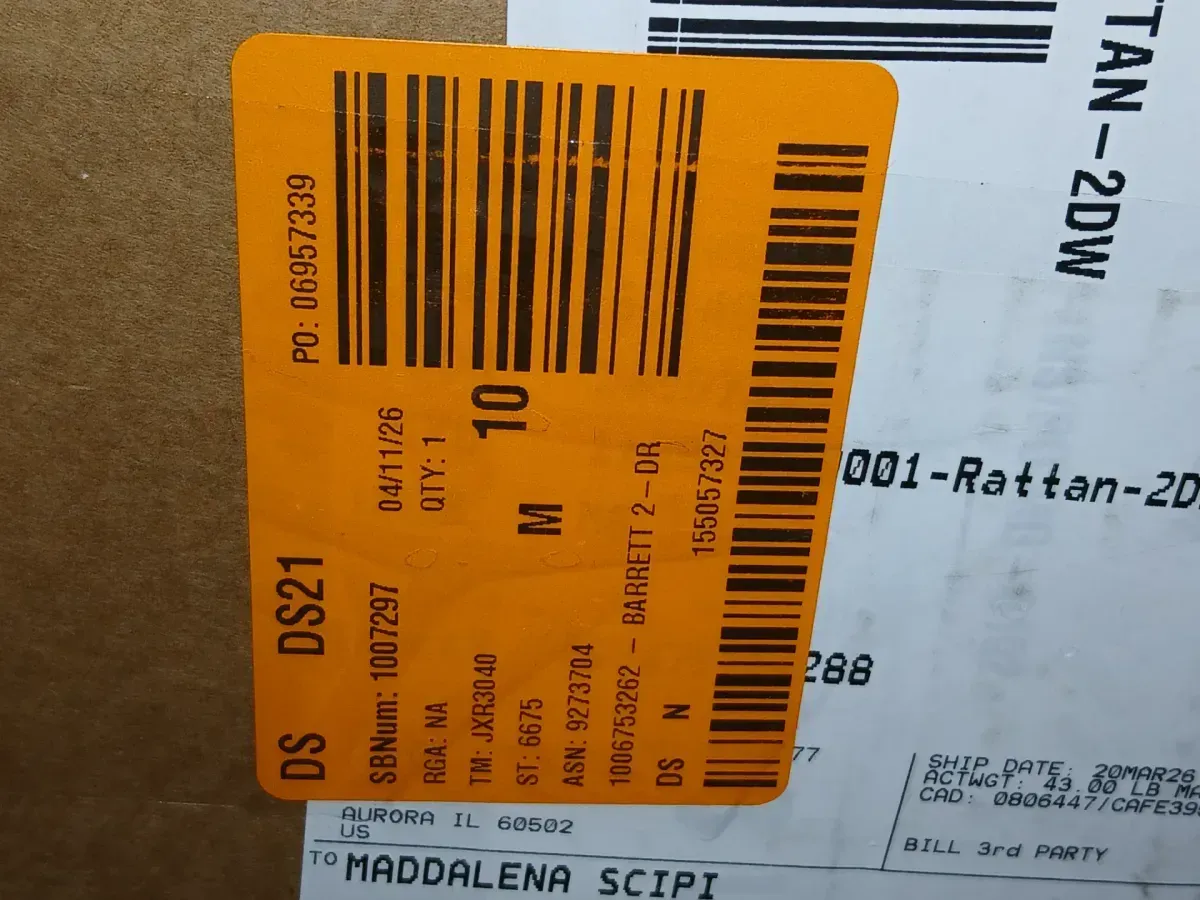 DS DS21
PO: 06957339
SBNum: 1007297 04/11/26
RGA: NA QTY: 1
TM: JXR3040 10
ST: 6675 M
ASN: 9273704
1006753262 - BARRETT 2-DR
DS N 155057327
TAN-2DW
001-Rattan-2D
288
77
SHIP DATE: 20MAR26
ACTWGT: 43.00 LB MA
CAD: 0806447/CAFE39
BILL 3rd PARTY
AURORA IL 60502
US
TO MADDALENA SCIPI